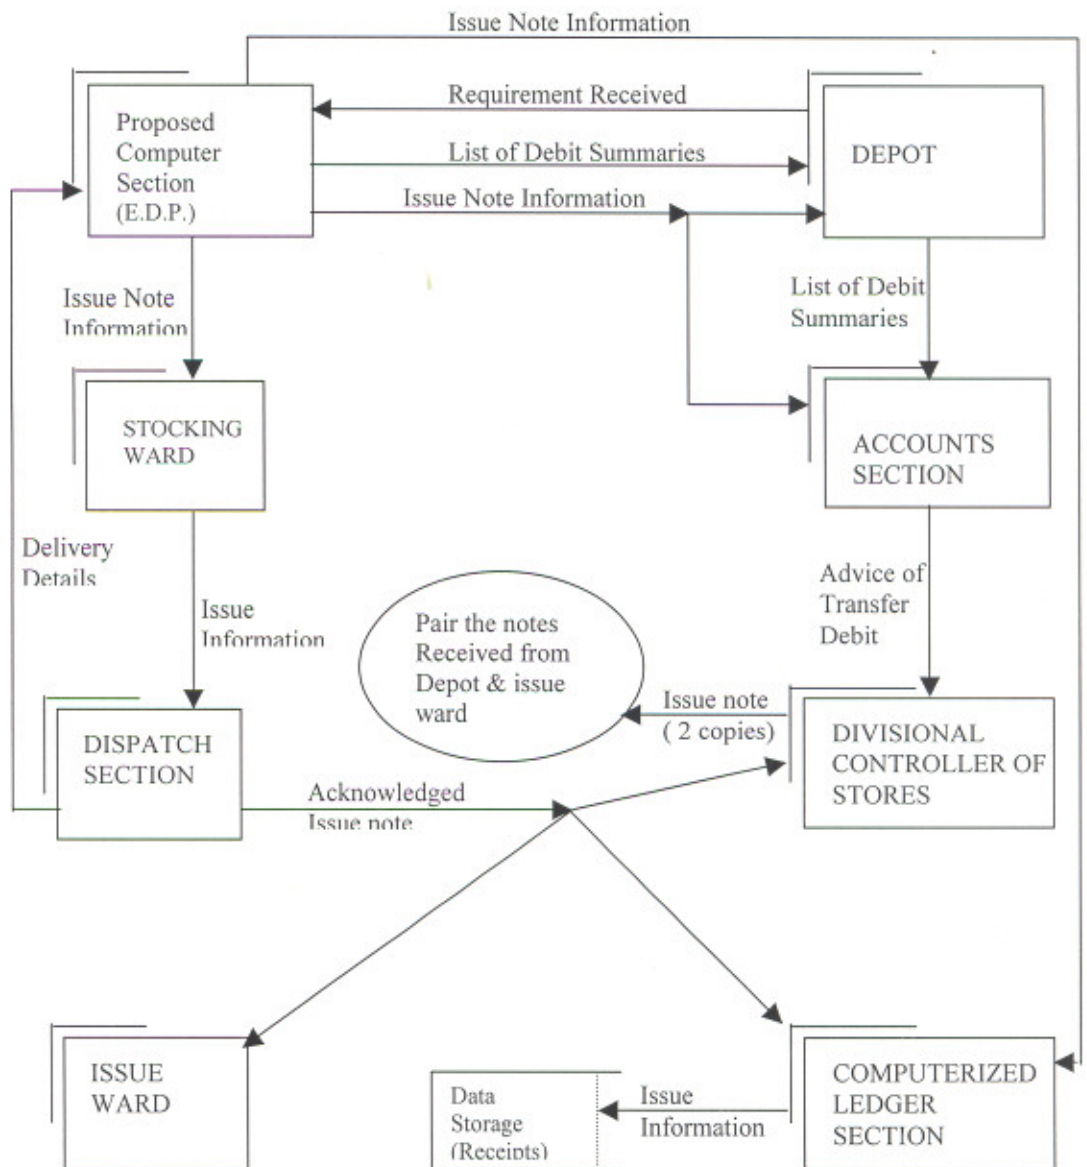 Issue Note Information
Requirement Received
Proposed
Computer
Section
(E.D.P.)
List of Debit Summaries
DEPOT
Issue Note Information
Issue Note
Information
List of Debit
Summaries
STOCKING
WARD
ACCOUNTS
SECTION
Delivery
Details
Issue
Information
Advice of
Transfer
Debit
Pair the notes
Received from
Depot & issue
ward
Issue note
( 2 copies)
DISPATCH
SECTION
DIVISIONAL
CONTROLLER OF
STORES
Acknowledged
Issue note
ISSUE
WARD
Data
Storage
(Receipts)
Issue
Information
COMPUTERIZED
LEDGER
SECTION